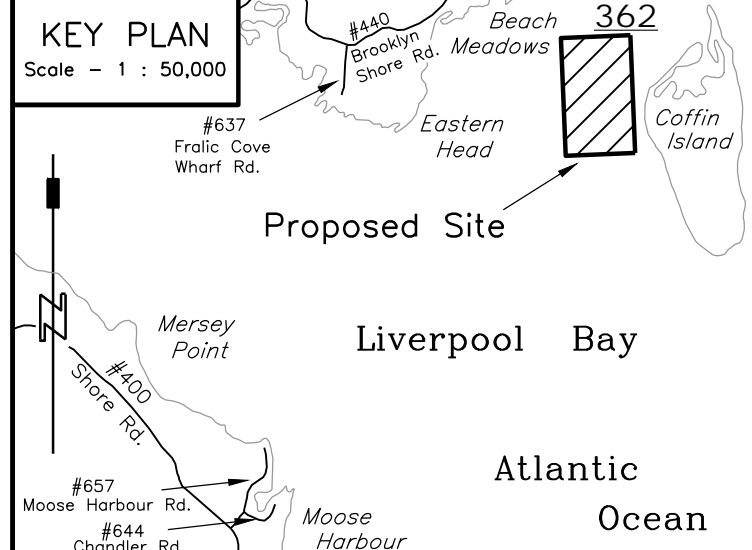 KEY PLAN
Scale - 1 : 50,000
#440
Brooklyn
Shore Rd.
Beach
Meadows
362
#637
Fralic Cove
Wharf Rd.
Eastern
Head
Coffin
Island
Proposed Site
Mersey
Point
Liverpool Bay
#400
Shore Rd.
Atlantic
Ocean
#657
Moose Harbour Rd.
#644
Chandler Rd.
Moose
Harbour